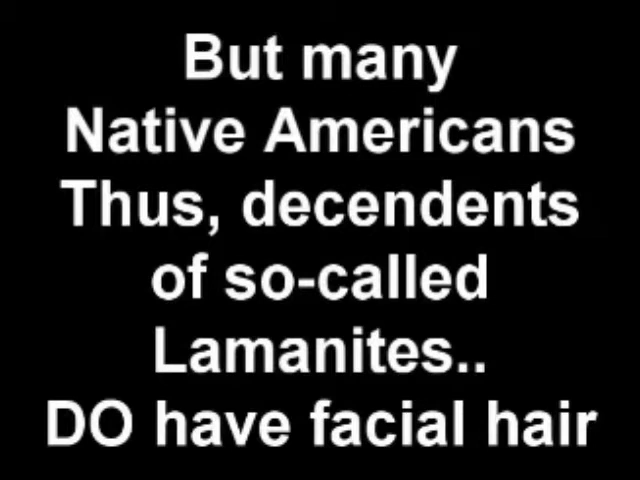 But many
Native Americans
Thus, decendents
of so-called
Lamanites..
DO have facial hair